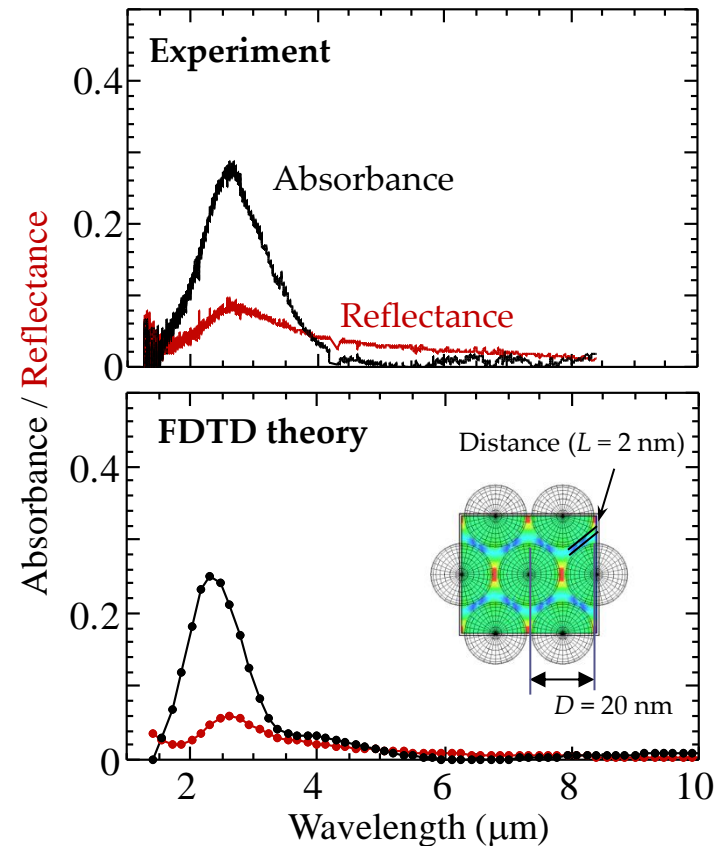 Experiment
0.4
Absorbance
0.2
Reflectance
0
Absorbance / Reflectance
FDTD theory
Distance (L = 2 nm)
0.4
0.2
D = 20 nm
0
2 4 6 8 10
Wavelength (μm)